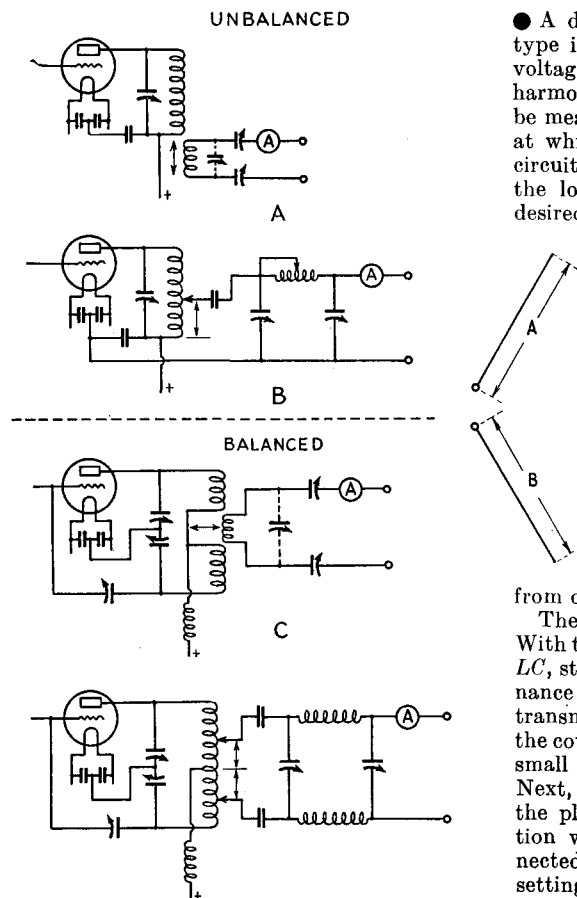 UNBALANCED
A
+
A
A
+
B
BALANCED
A
+
C
A
+
● A d
type i
voltag
harmo
be mea
at whi
circuit
the lo
desired
A
B
from o
The
With t
LC, st
nance
transm
the cou
small
Next,
the pl
tion w
nected
setting